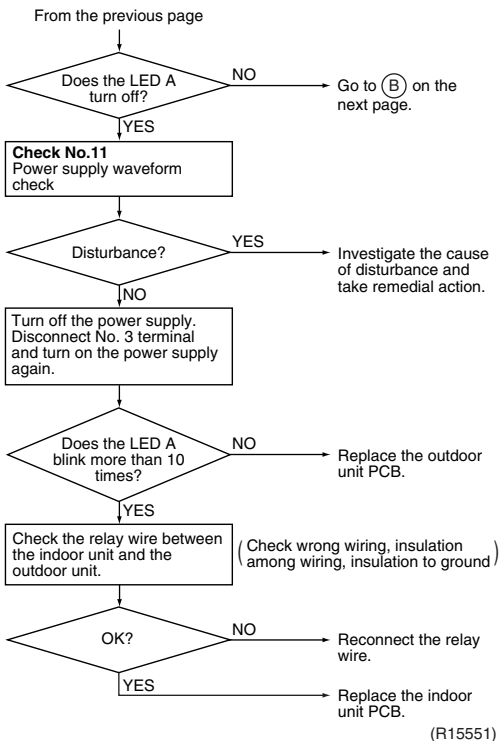 From the previous page
Does the LED A
turn off?
NO
Go to B on the
next page.
YES
Check No.11
Power supply waveform
check
Disturbance?
YES
Investigate the cause
of disturbance and
take remedial action.
NO
Turn off the power supply.
Disconnect No. 3 terminal
and turn on the power supply
again.
Does the LED A
blink more than 10
times?
NO
Replace the outdoor
unit PCB.
YES
Check the relay wire between
the indoor unit and the
outdoor unit.
(Check wrong wiring, insulation
among wiring, insulation to ground)
OK?
NO
Reconnect the relay
wire.
YES
Replace the indoor
unit PCB.
(R15551)